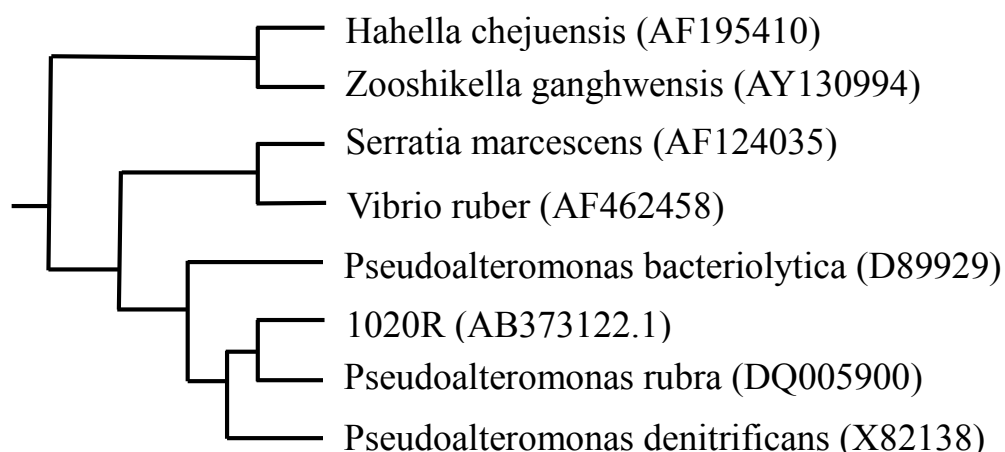 Hahella chejuensis (AF195410)
Zooshikella ganghwensis (AY130994)
Serratia marcescens (AF124035)
Vibrio ruber (AF462458)
Pseudoalteromonas bacteriolytica (D89929)
1020R (AB373122.1)
Pseudoalteromonas rubra (DQ005900)
Pseudoalteromonas denitrificans (X82138)